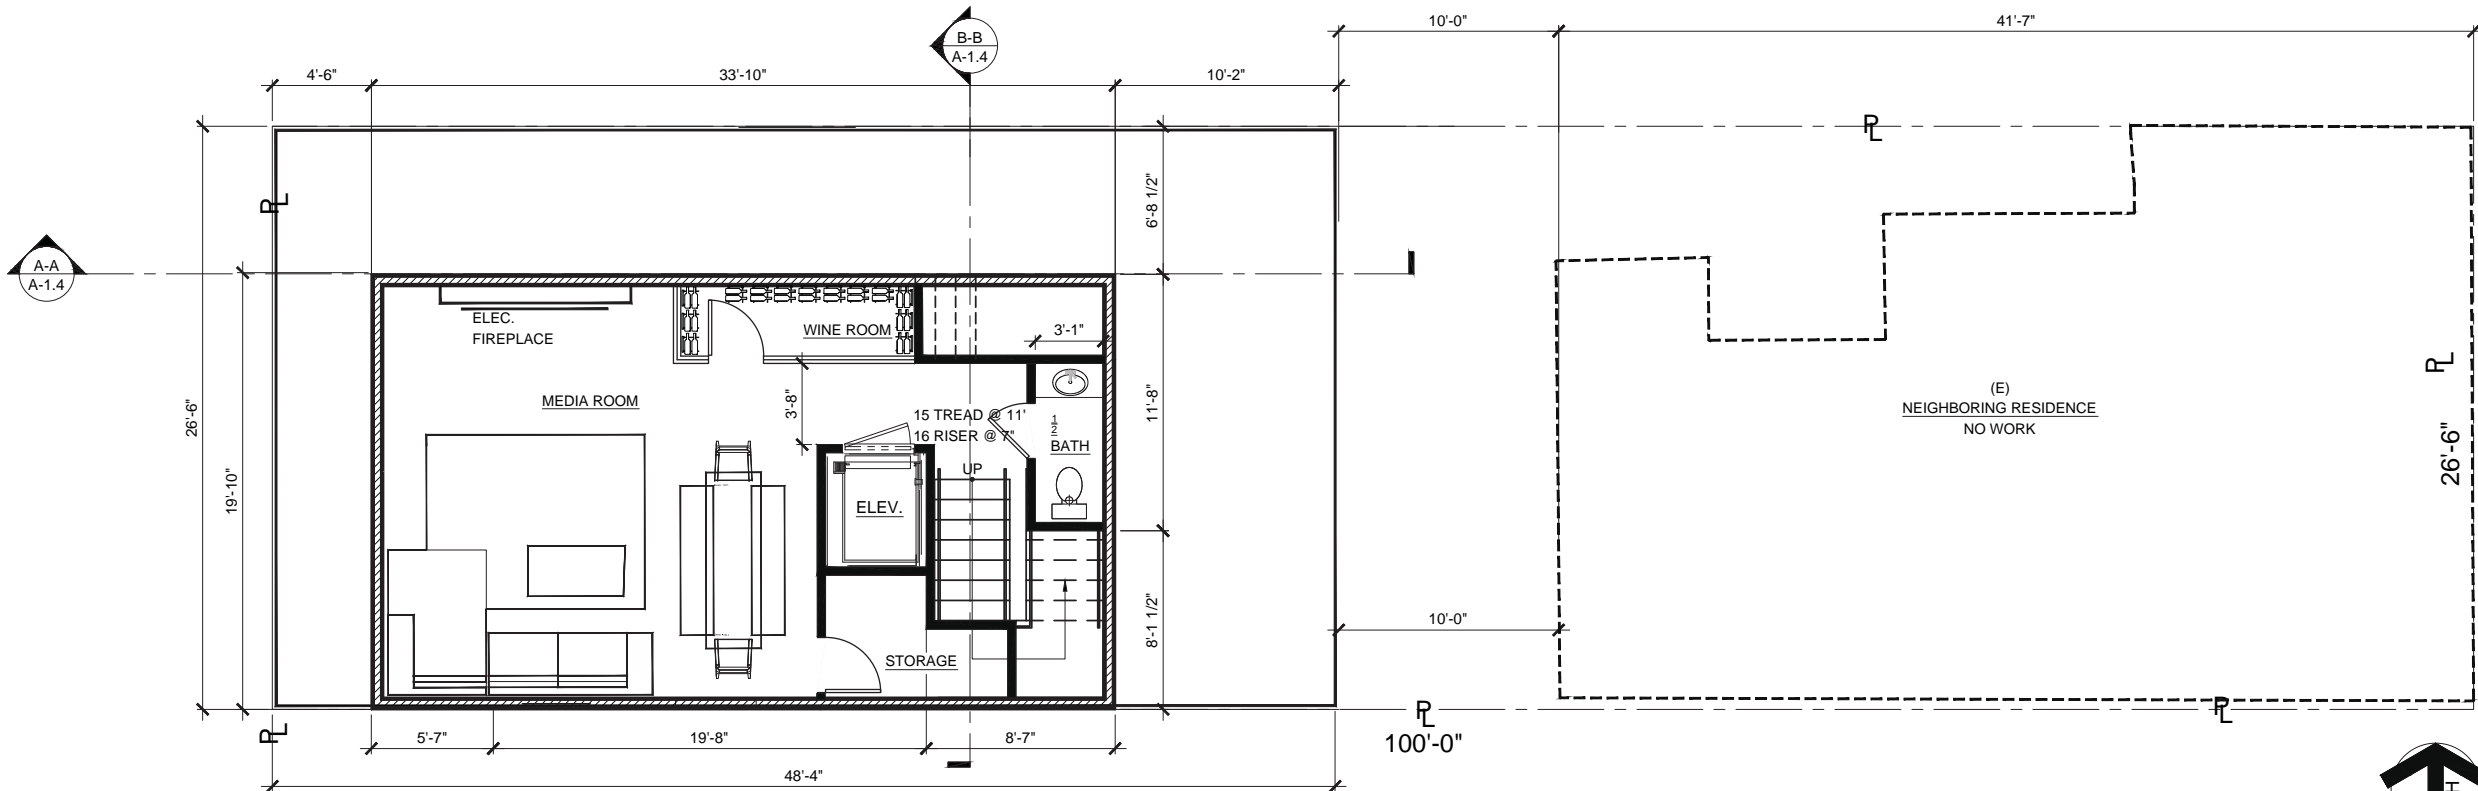 10'-0"
41'-7"
B-B
A-1.4
4'-6"
33'-10"
10'-2"
PL
PL
6'-8 1/2"
A-A
A-1.4
ELEC.
FIREPLACE
WINE ROOM
3'-1"
PL
(E)
NEIGHBORING RESIDENCE
NO WORK
MEDIA ROOM
3'-8"
15 TREAD @ 11'
16 RISER @ 7"
11'-8"
1/2
BATH
26'-6"
26'-6"
UP
19'-10"
ELEV.
8'-1 1/2"
10'-0"
STORAGE
PL
PL
PL
100'-0"
5'-7"
19'-8"
8'-7"
48'-4"
H